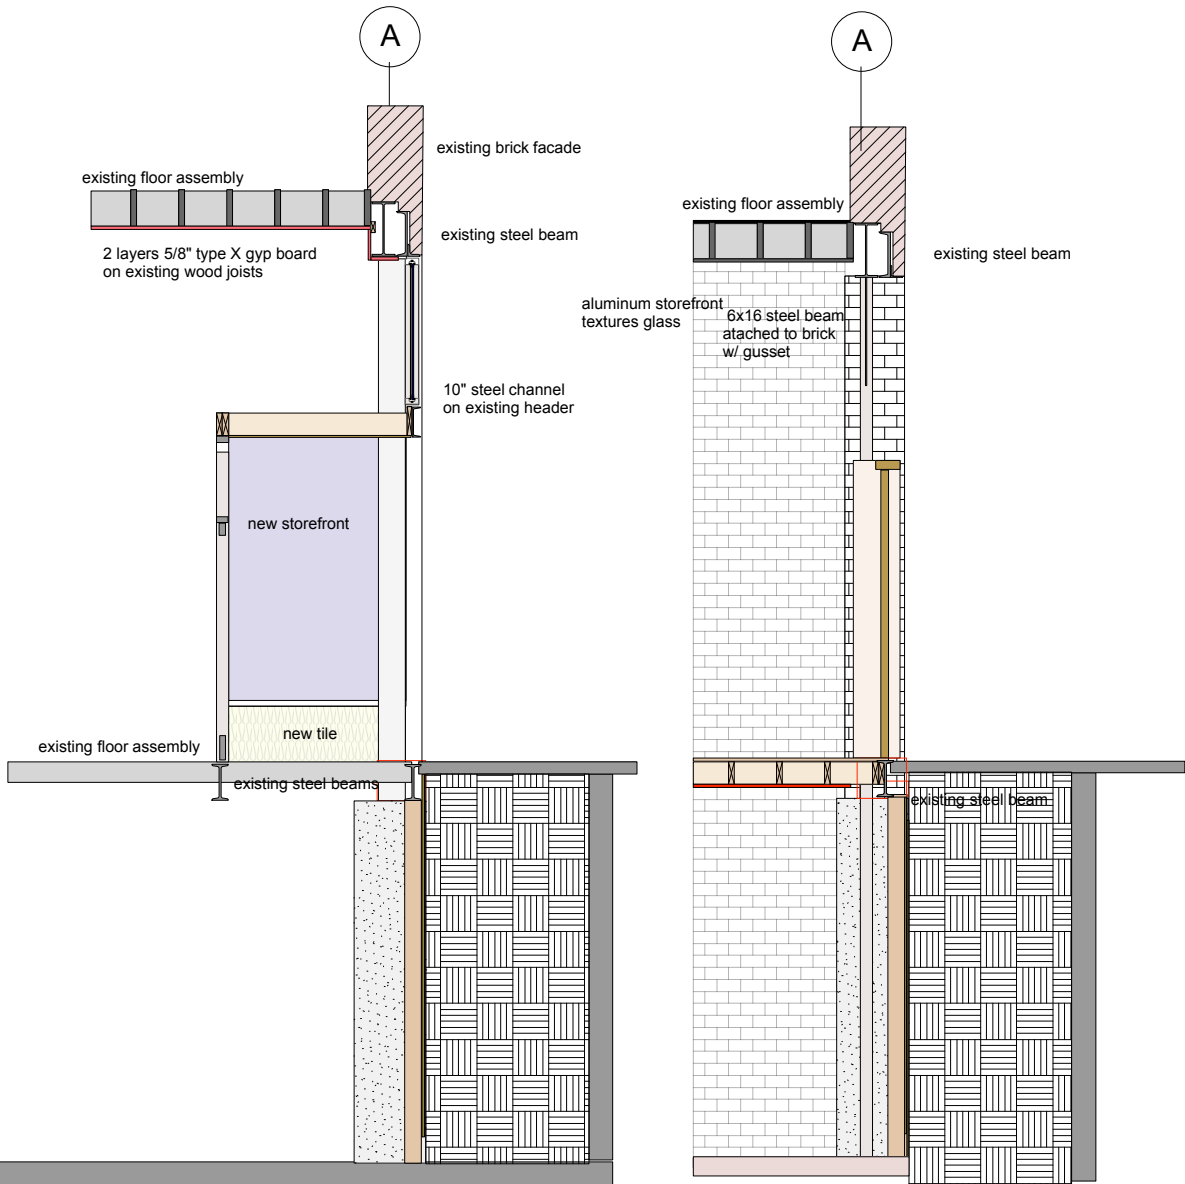 A
A
existing brick facade
existing floor assembly
existing floor assembly
existing steel beam
2 layers 5/8" type X gyp board
on existing wood joists
existing steel beam
aluminum storefront
textures glass
6x16 steel beam
atached to brick
w/ gusset
10" steel channel
on existing header
new storefront
new tile
existing floor assembly
existing steel beams
existing steel beam